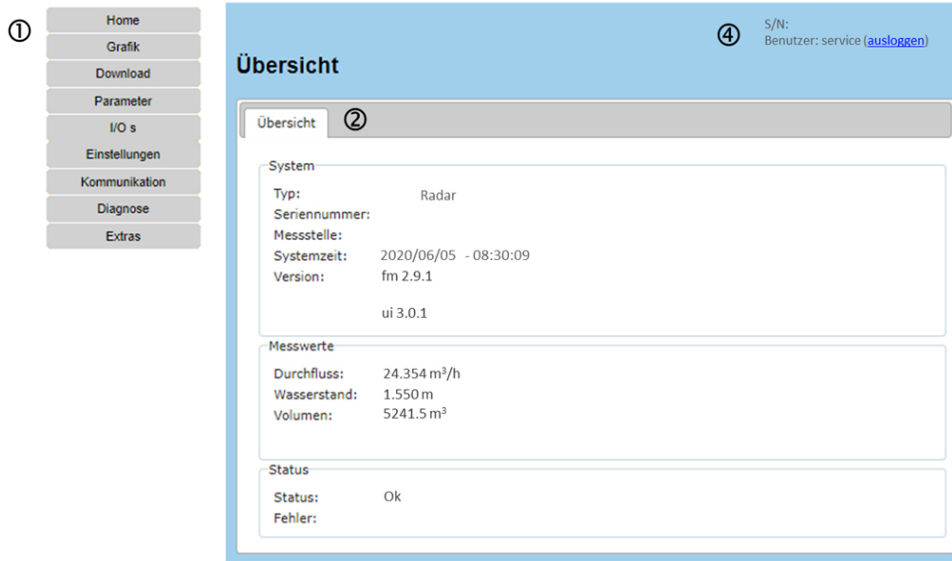 ①
Home
Grafik
Download
Parameter
I/O s
Einstellungen
Kommunikation
Diagnose
Extras
④
S/N:
Benutzer: service (ausloggen)
Übersicht
Übersicht ②
System
Typ: Radar
Seriennummer:
Messstelle:
Systemzeit: 2020/06/05 - 08:30:09
Version: fm 2.9.1
ui 3.0.1
Messwerte
Durchfluss: 24.354 m³/h
Wasserstand: 1.550 m
Volumen: 5241.5 m³
Status
Status: Ok
Fehler: